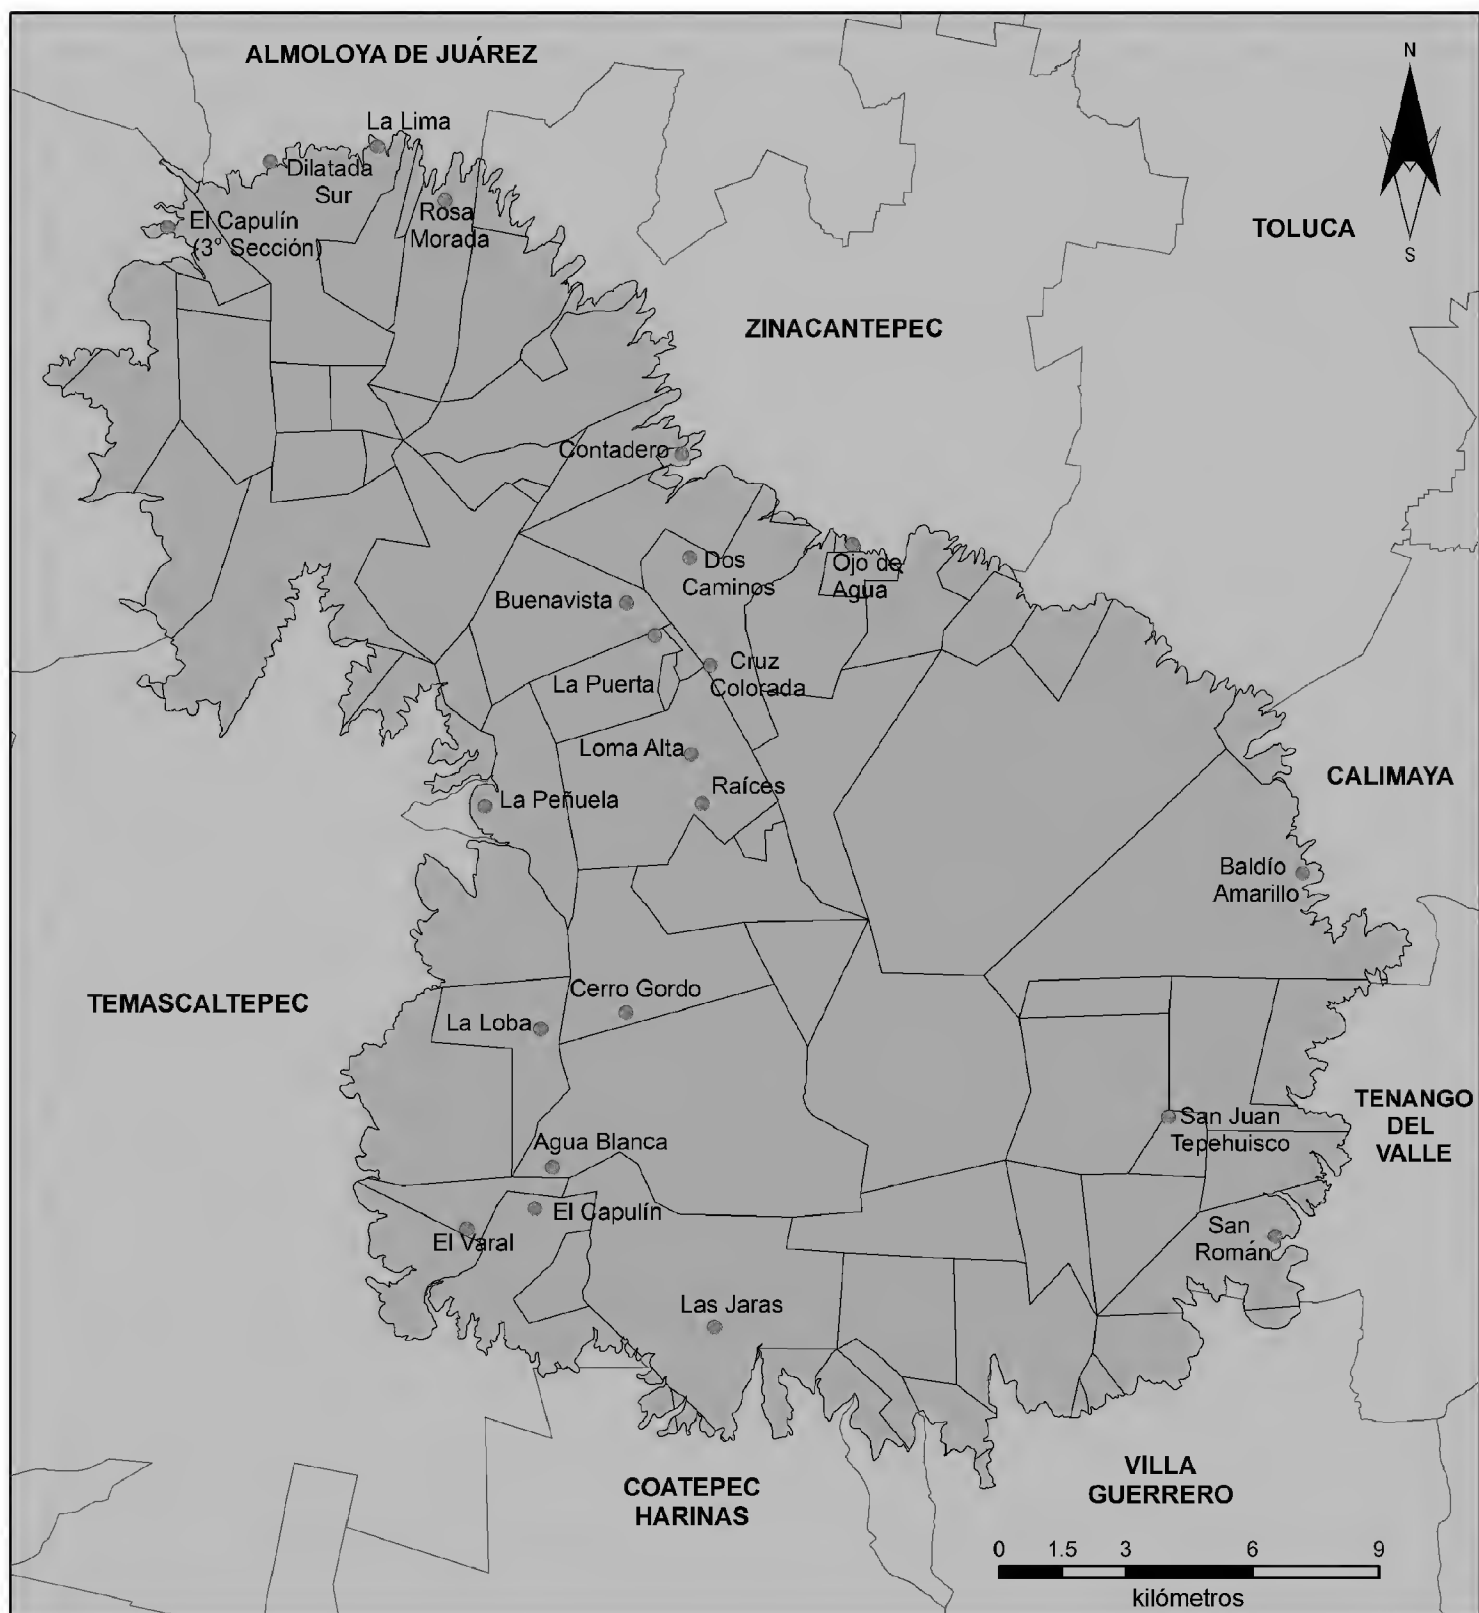 ALMOLOYA DE JUÁREZ
N
La Lima
Dilatada
Sur
El Capulín
(3° Sección)
Rosa
Morada
TOLUCA
S
ZINACANTEPEC
Contadero
Dos
Caminos
Ojo de
Agua
Buenavista
Cruz
Colorada
La Puerta
Loma Alta
Raíces
La Peñuela
CALIMAYA
Baldío
Amarillo
TEMASCALTEPEC
Cerro Gordo
La Loba
TENANGO
DEL
VALLE
San Juan
Tepehuisco
Agua Blanca
El Capulín
El Varal
San
Román
Las Jaras
COATEPEC
HARINAS
VILLA
GUERRERO
0 1.5 3 6 9
kilómetros